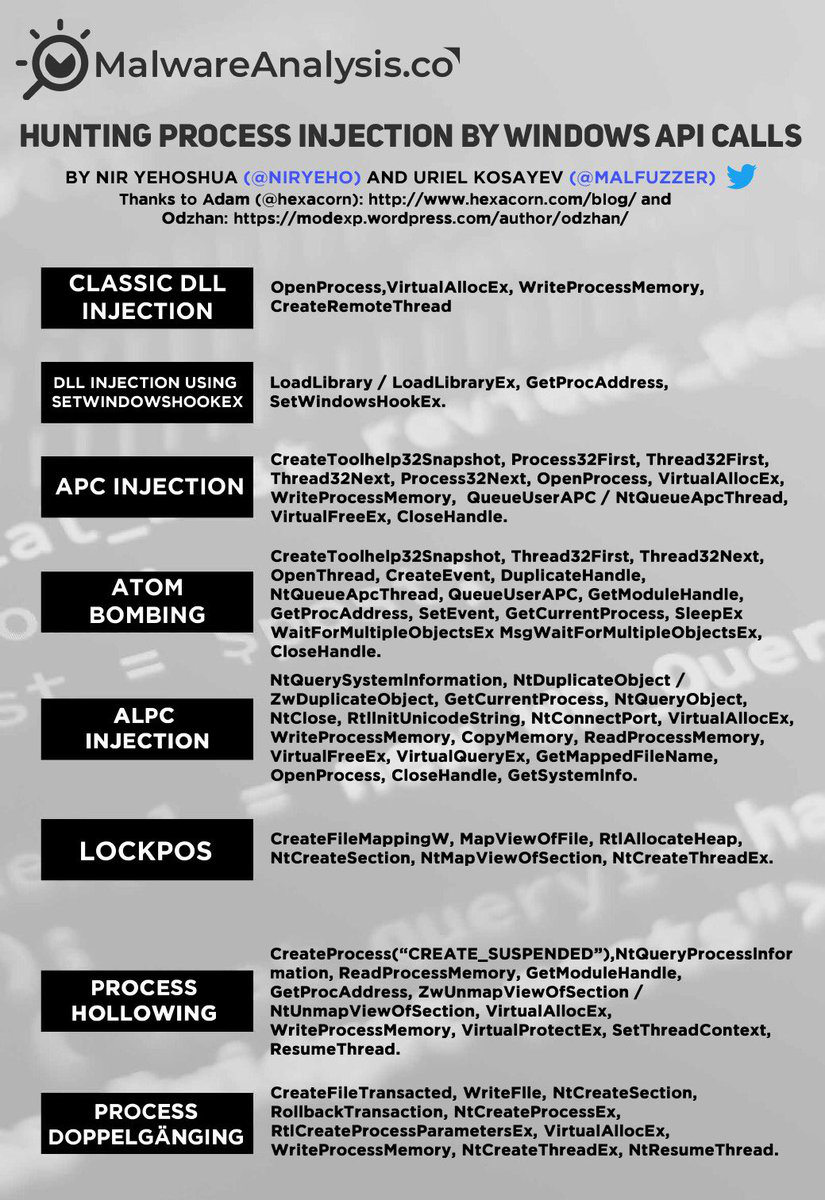 MalwareAnalysis.co
HUNTING PROCESS INJECTION BY WINDOWS API CALLS
BY NIR YEHOSHUA (@NIRYEHO) AND URIEL KOSAYEV (@MALFUZZER)
Thanks to Adam (@hexacorn): http://www.hexacorn.com/blog/ and
Odzhan: https://modexp.wordpress.com/author/odzhan/
CLASSIC DLL
INJECTION
OpenProcess,VirtualAllocEx, WriteProcessMemory,
CreateRemoteThread
DLL INJECTION USING
SETWINDOWSHOOKEX
LoadLibrary / LoadLibraryEx, GetProcAddress,
SetWindowsHookEx.
APC INJECTION
CreateToolhelp32Snapshot, Process32First, Thread32First,
Thread32Next, Process32Next, OpenProcess, VirtualAllocEx,
WriteProcessMemory, QueueUserAPC / NtQueueApcThread,
VirtualFreeEx, CloseHandle.
ATOM
BOMBING
CreateToolhelp32Snapshot, Thread32First, Thread32Next,
OpenThread, CreateEvent, DuplicateHandle,
NtQueueApcThread, QueueUserAPC, GetModuleHandle,
GetProcAddress, SetEvent, GetCurrentProcess, SleepEx
WaitForMultipleObjectsEx MsgWaitForMultipleObjectsEx,
CloseHandle.
ALPC
INJECTION
NtQuerySystemInformation, NtDuplicateObject /
ZwDuplicateObject, GetCurrentProcess, NtQueryObject,
NtClose, RtlInitUnicodeString, NtConnectPort, VirtualAllocEx,
WriteProcessMemory, CopyMemory, ReadProcessMemory,
VirtualFreeEx, VirtualQueryEx, GetMappedFileName,
OpenProcess, CloseHandle, GetSystemInfo.
LOCKPOS
CreateFileMappingW, MapViewOfFile, RtlAllocateHeap,
NtCreateSection, NtMapViewOfSection, NtCreateThreadEx.
PROCESS
HOLLOWING
CreateProcess(“CREATE_SUSPENDED”),NtQueryProcessInfor
mation, ReadProcessMemory, GetModuleHandle,
GetProcAddress, ZwUnmapViewOfSection /
NtUnmapViewOfSection, VirtualAllocEx,
WriteProcessMemory, VirtualProtectEx, SetThreadContext,
ResumeThread.
PROCESS
DOPPELGÄNGING
CreateFileTransacted, WriteFlle, NtCreateSection,
RollbackTransaction, NtCreateProcessEx,
RtlCreateProcessParametersEx, VirtualAllocEx,
WriteProcessMemory, NtCreateThreadEx, NtResumeThread.